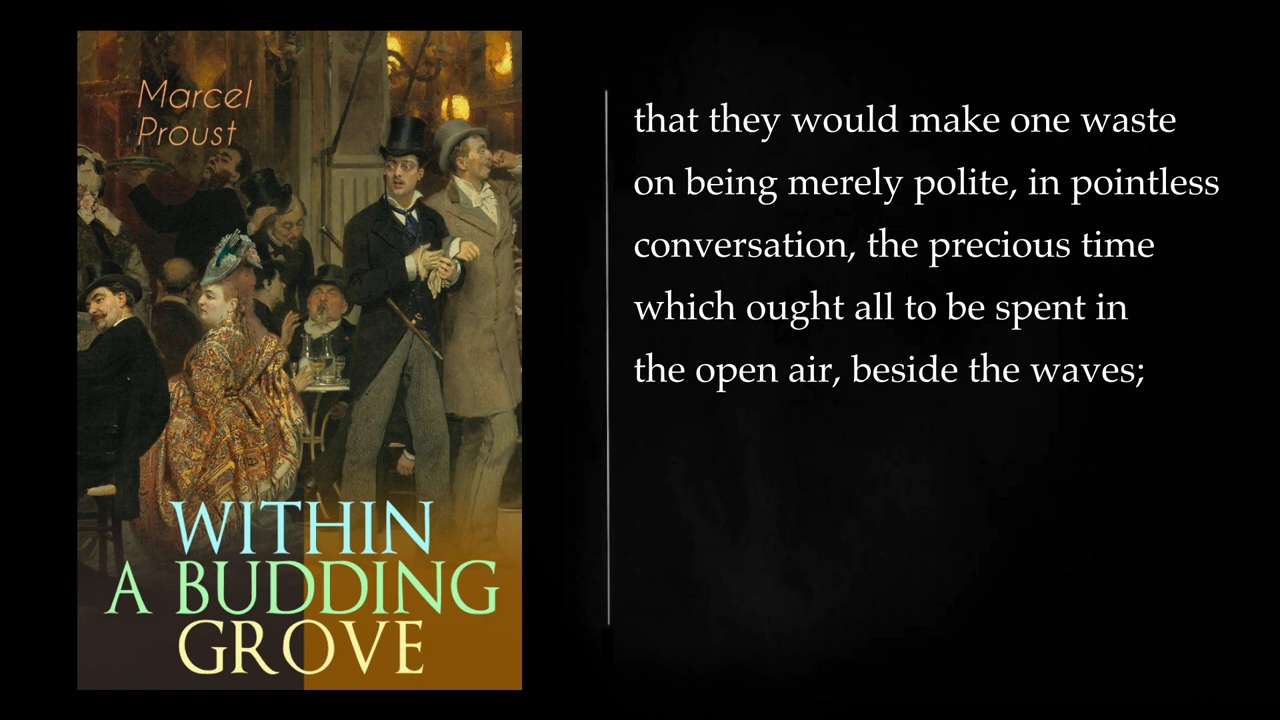 Marcel
Proust
WITHIN
A BUDDING
GROVE
that they would make one waste
on being merely polite, in pointless
conversation, the precious time
which ought all to be spent in
the open air, beside the waves;